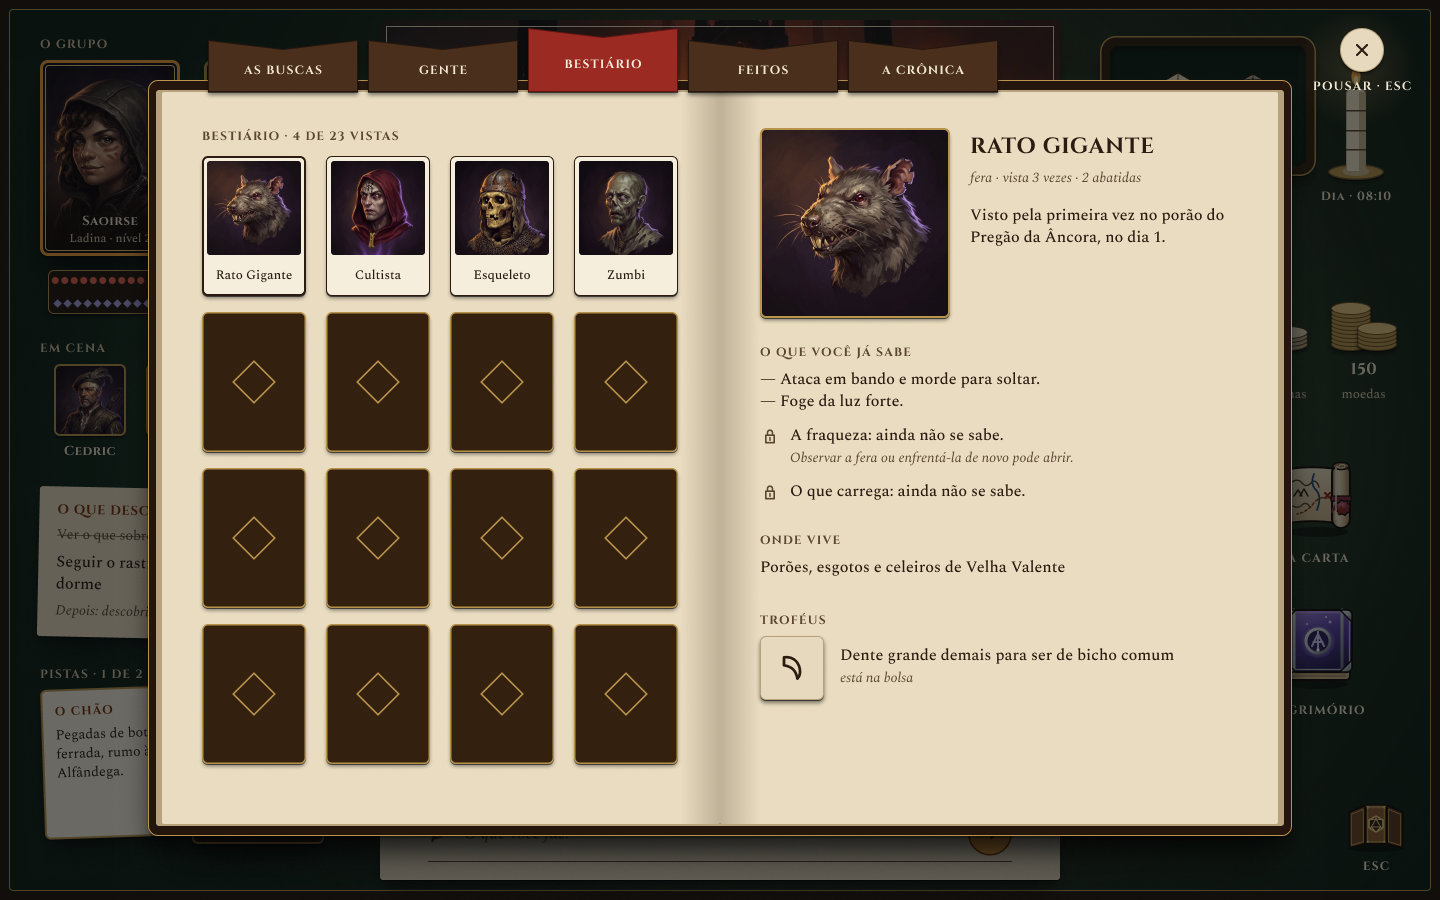 O GRUPO
AS BUSCAS
GENTE
BESTIÁRIO
FEITOS
A CRÔNICA
POUSAR · ESC
SAOIRSE
Ladina · nível 2
EM CENA
CEDRIC
O QUE DESC
Ver o que sobr
Seguir o rast
dorme
Depois: descobri
PISTAS · 1 DE 2
O CHÃO
Pegadas de bot
ferrada, rumo à
Alfândega.
BESTIÁRIO · 4 DE 23 VISTAS
Rato Gigante
Cultista
Esqueleto
Zumbi
RATO GIGANTE
fera · vista 3 vezes · 2 abatidas
Visto pela primeira vez no porão do
Pregão da Âncora, no dia 1.
O QUE VOCÊ JÁ SABE
— Ataca em bando e morde para soltar.
— Foge da luz forte.
A fraqueza: ainda não se sabe.
Observar a fera ou enfrentá-la de novo pode abrir.
O que carrega: ainda não se sabe.
ONDE VIVE
Porões, esgotos e celeiros de Velha Valente
TROFÉUS
Dente grande demais para ser de bicho comum
está na bolsa
DIA · 08:10
150
moedas
A CARTA
GRIMÓRIO
ESC